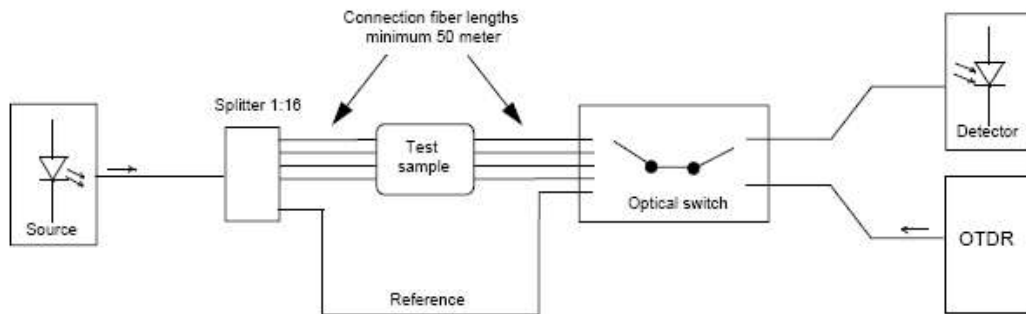 Connection fiber lengths
minimum 50 meter
Splitter 1:16
Test
sample
Source
Optical switch
Detector
OTDR
Reference